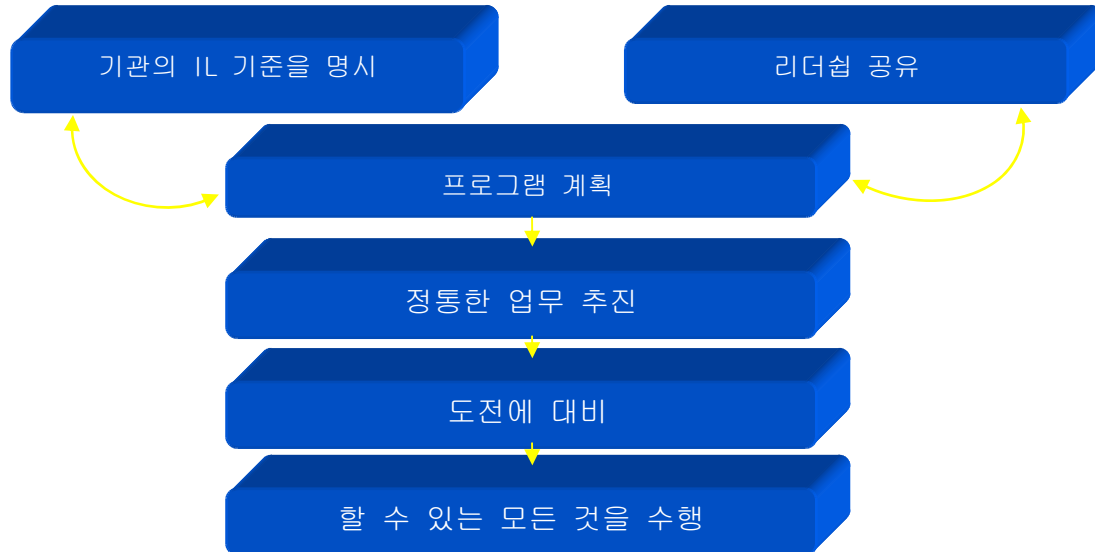 기관의 IL 기준을 명시
리더쉽 공유
프로그램 계획
정통한 업무 추진
도전에 대비
할 수 있는 모든 것을 수행